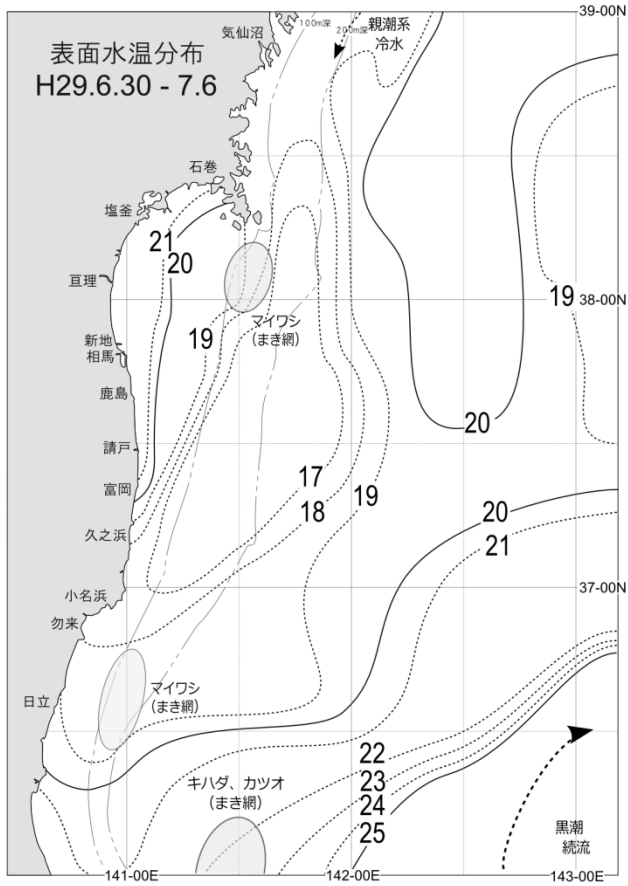 表面水温分布
H29.6.30 - 7.6
気仙沼
100m深
200m深
親潮系
冷水
39-00N
石巻
塩釜
21
20
亘理
マイワシ
(まき網)
19
19
38-00N
新地
相馬
鹿島
20
請戸
富岡
17
18
19
20
21
久之浜
小名浜
37-00N
勿来
日立
マイワシ
(まき網)
キハダ、カツオ
(まき網)
22
23
24
25
黒潮
続流
141-00E
142-00E
143-00E